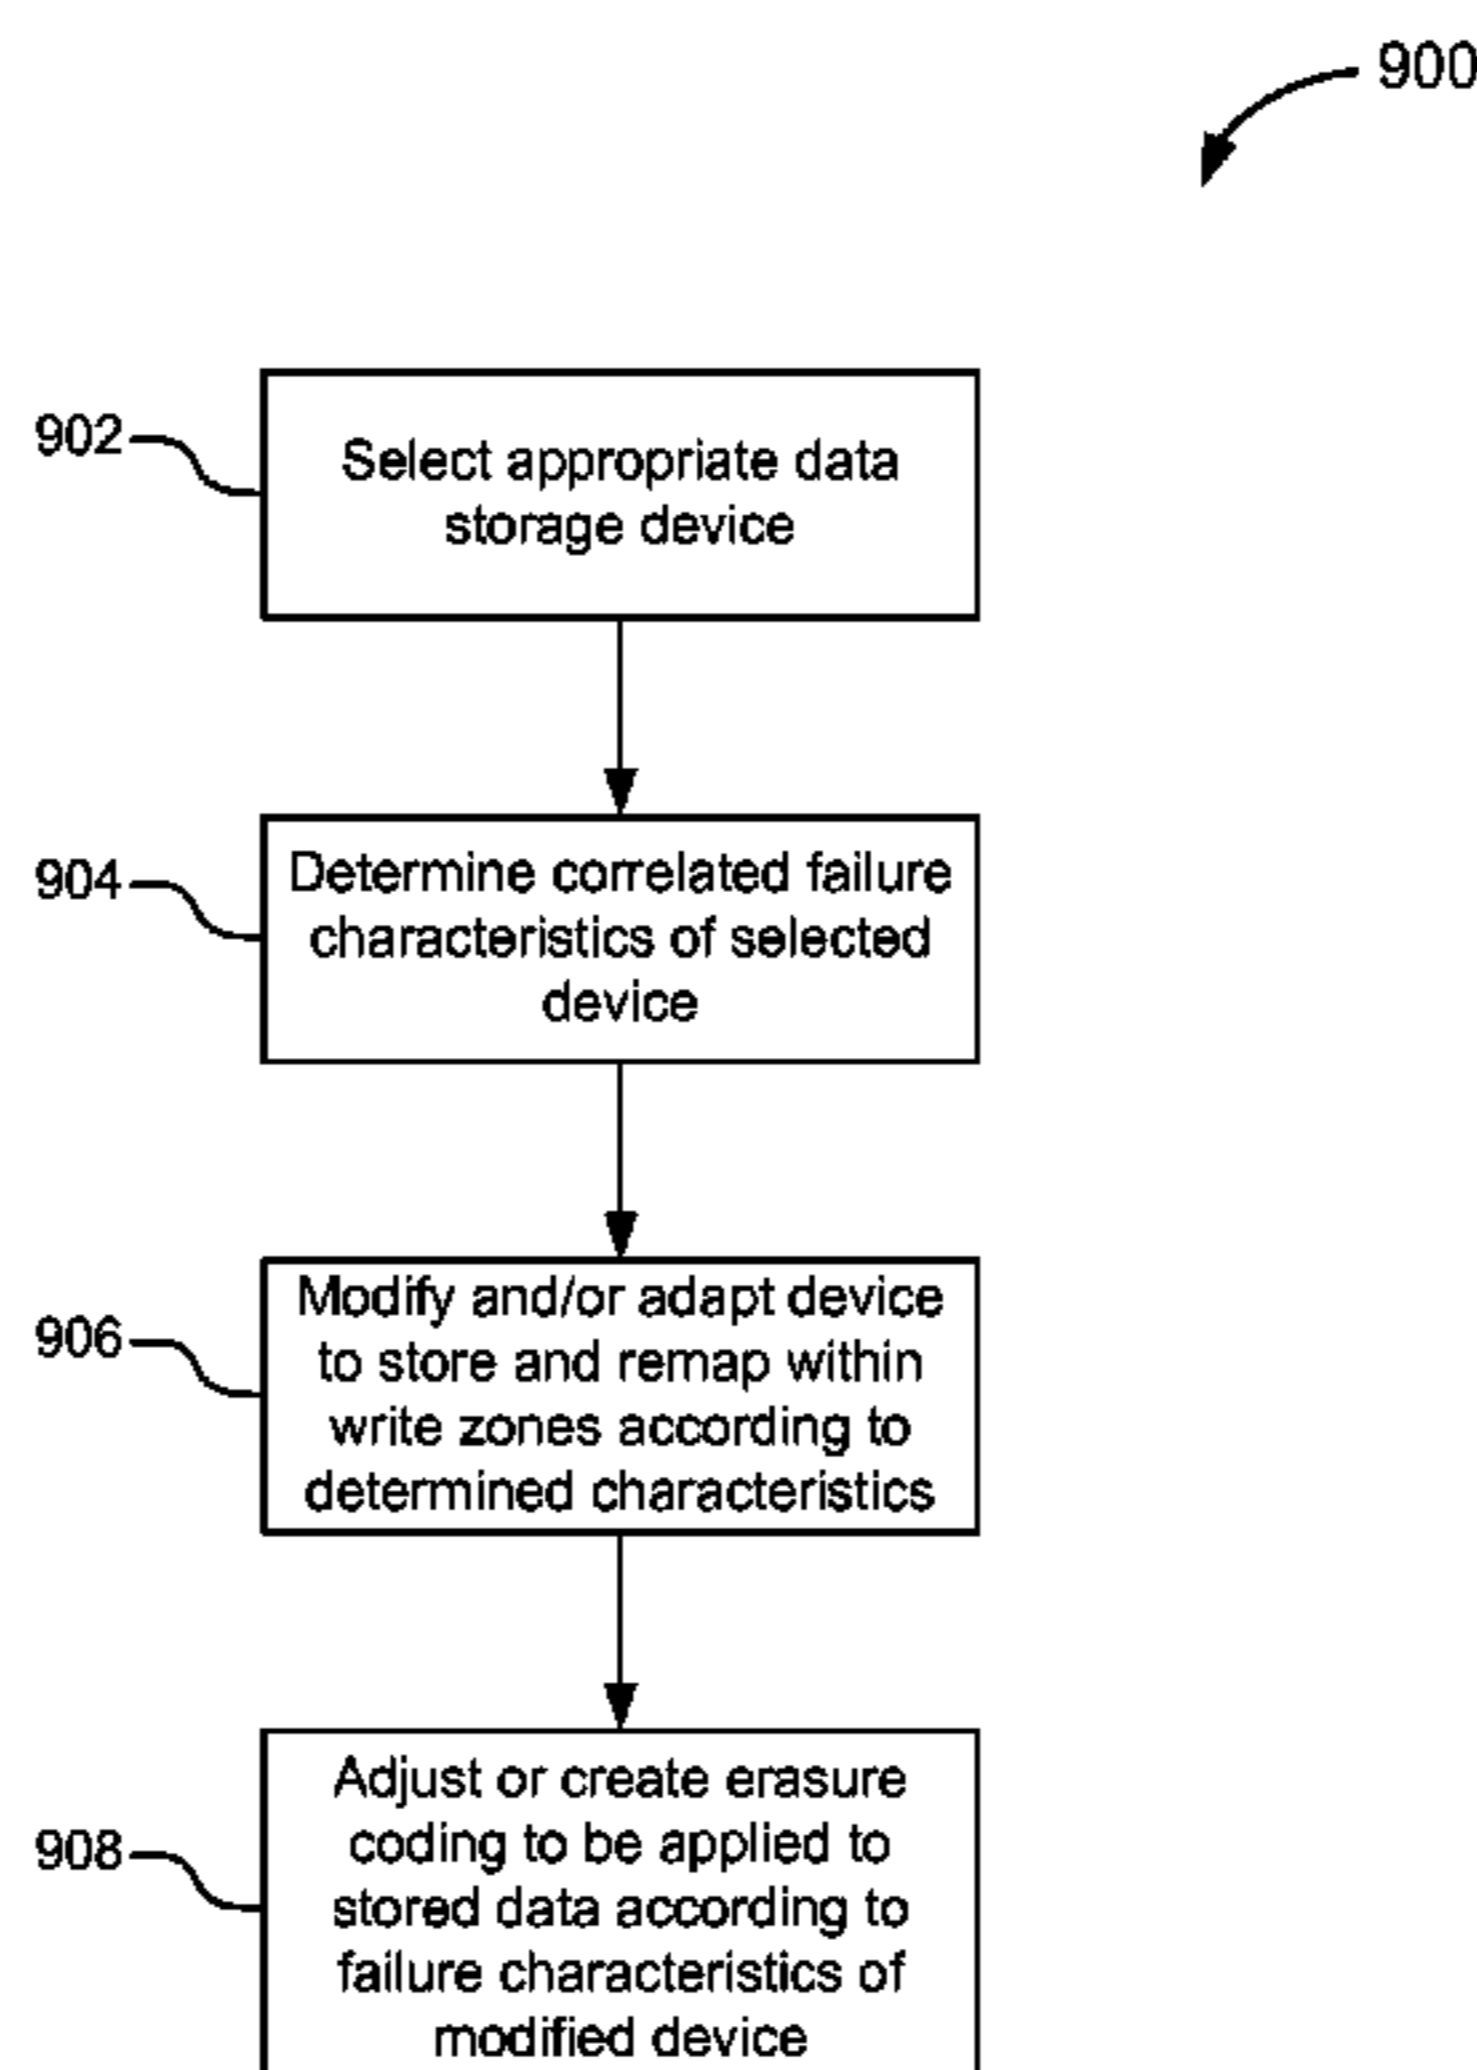 900
902
Select appropriate data
storage device
904
Determine correlated failure
characteristics of selected
device
906
Modify and/or adapt device
to store and remap within
write zones according to
determined characteristics
908
Adjust or create erasure
coding to be applied to
stored data according to
failure characteristics of
modified device